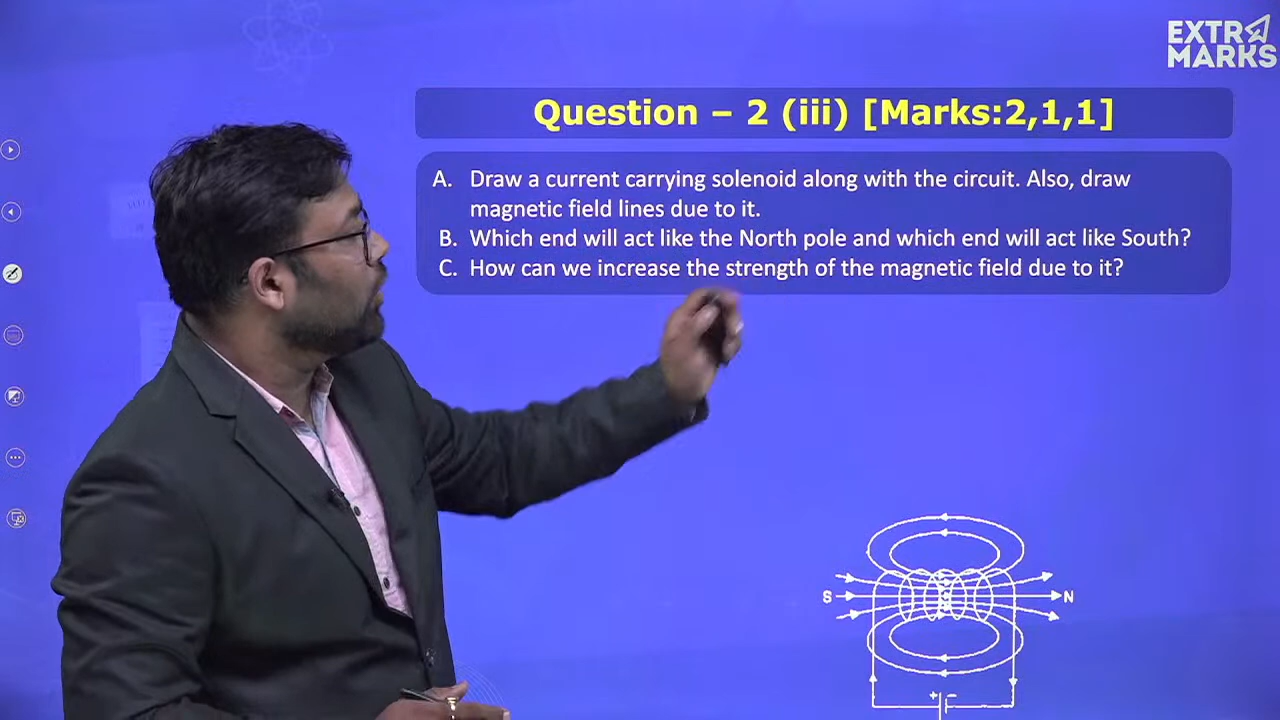 EXTRA
MARKS
Question – 2 (iii) [Marks:2,1,1]
A. Draw a current carrying solenoid along with the circuit. Also, draw
magnetic field lines due to it.
B. Which end will act like the North pole and which end will act like South?
C. How can we increase the strength of the magnetic field due to it?
S N
+ −